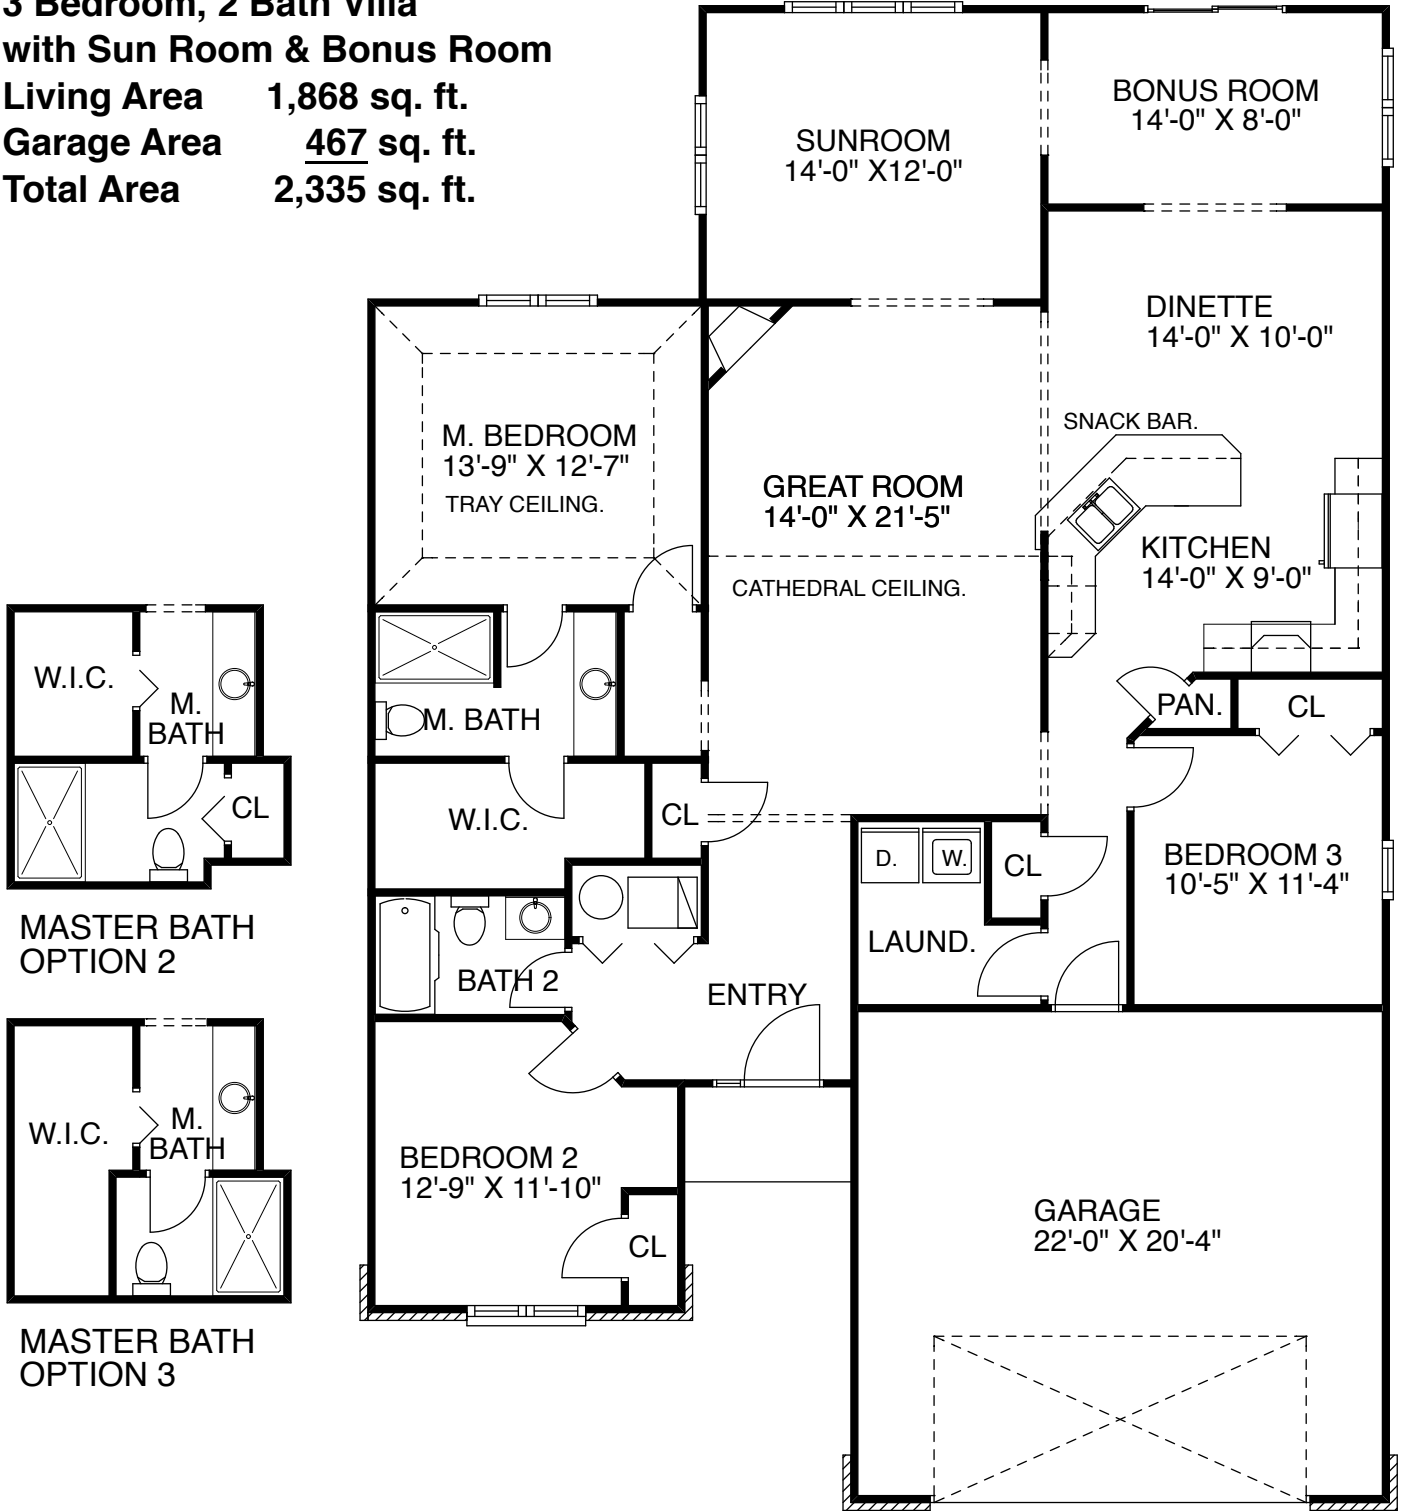 3 Bedroom, 2 Bath Villa
with Sun Room & Bonus Room
Living Area 1,868 sq. ft.
Garage Area 467 sq. ft.
Total Area 2,335 sq. ft.
SUNROOM
14'-0" X12'-0"
BONUS ROOM
14'-0" X 8'-0"
DINETTE
14'-0" X 10'-0"
SNACK BAR.
M. BEDROOM
13'-9" X 12'-7"
TRAY CEILING.
GREAT ROOM
14'-0" X 21'-5"
CATHEDRAL CEILING.
KITCHEN
14'-0" X 9'-0"
PAN.
CL
M. BATH
W.I.C.
CL
D.
W.
CL
LAUND.
BEDROOM 3
10'-5" X 11'-4"
BATH 2
ENTRY
BEDROOM 2
12'-9" X 11'-10"
CL
GARAGE
22'-0" X 20'-4"
W.I.C.
M.
BATH
CL
MASTER BATH
OPTION 2
W.I.C.
M.
BATH
MASTER BATH
OPTION 3